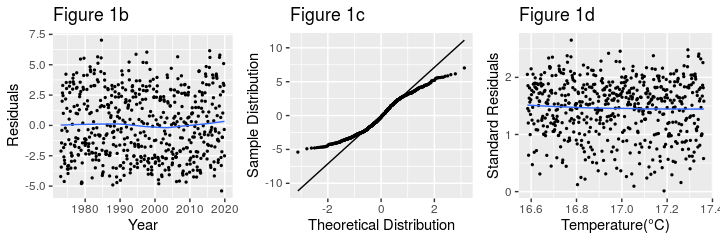 Figure 1b
7.5
5.0
2.5
0.0
-2.5
-5.0
Residuals
1980 1990 2000 2010 2020
Year
Figure 1c
10
5
0
-5
-10
Sample Distribution
-2 0 2
Theoretical Distribution
Figure 1d
2
1
0
Standard Residuals
16.6 16.8 17.0 17.2 17.4
Temperature(°C)